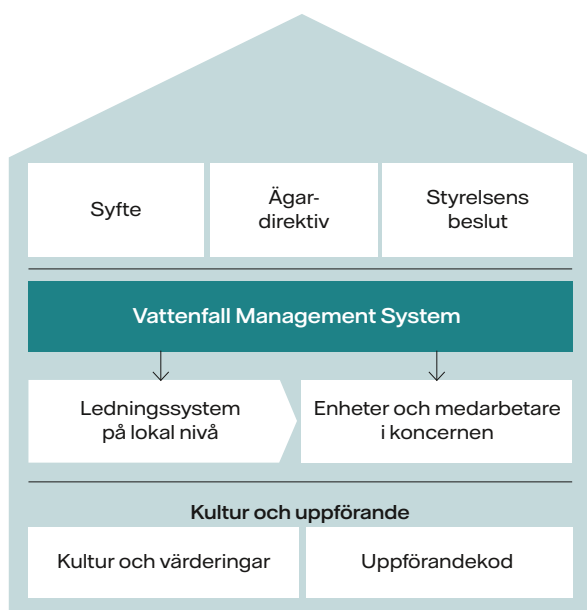 Syfte
Ägar-
direktiv
Styrelsens
beslut
Vattenfall Management System
Ledningssystem
på lokal nivå
Enheter och medarbetare
i koncernen
Kultur och uppförande
Kultur och värderingar
Uppförandekod